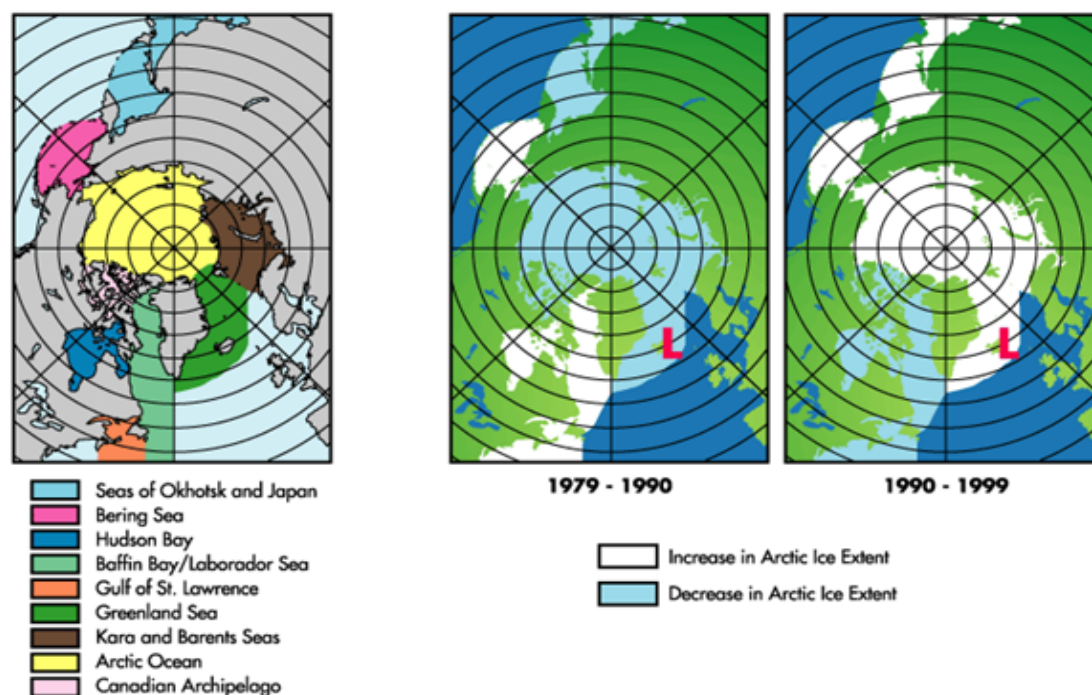 Seas of Okhotsk and Japan
Bering Sea
Hudson Bay
Baffin Bay/Laborador Sea
Gulf of St. Lawrence
Greenland Sea
Kara and Barents Seas
Arctic Ocean
Canadian Archipelago
L
L
1979 - 1990
1990 - 1999
Increase in Arctic Ice Extent
Decrease in Arctic Ice Extent